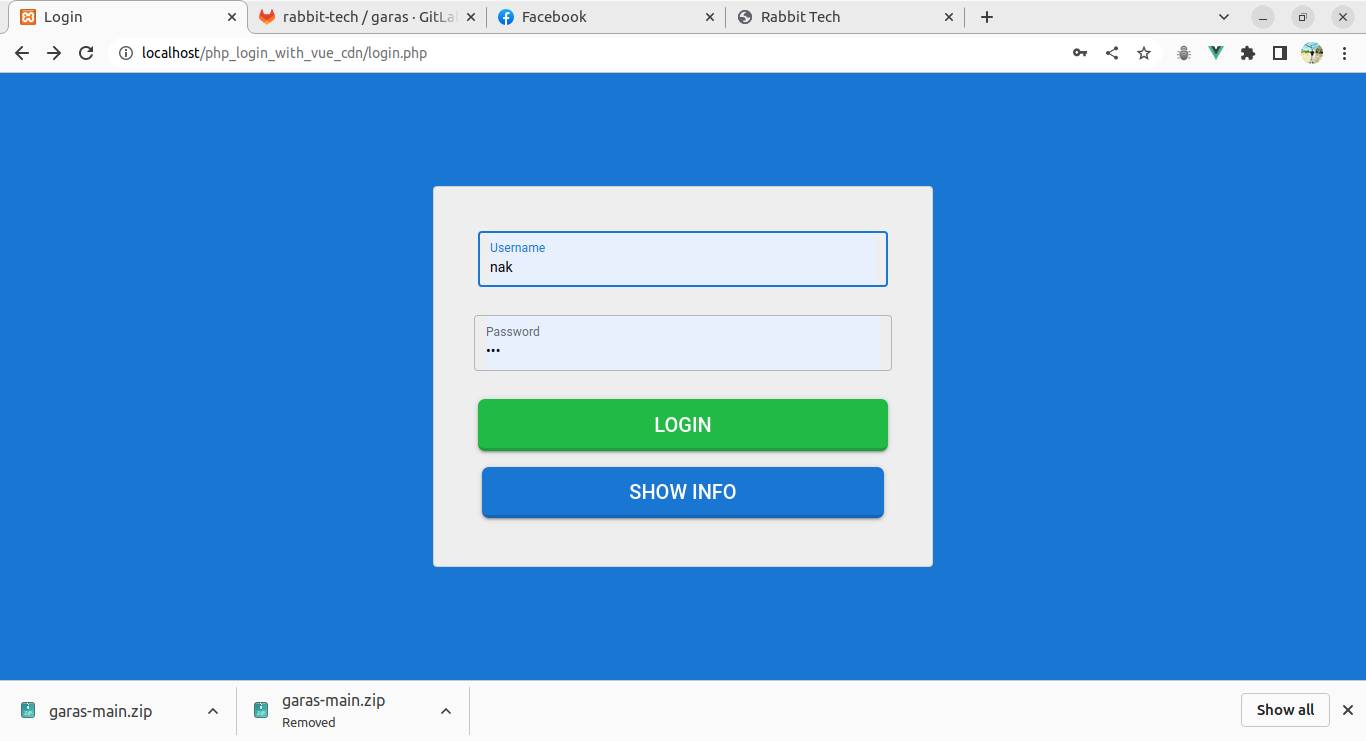 Login
rabbit-tech / garas · GitLa
Facebook
Rabbit Tech
localhost/php_login_with_vue_cdn/login.php
Username
nak
Password
•••
LOGIN
SHOW INFO
garas-main.zip
garas-main.zip
Removed
Show all